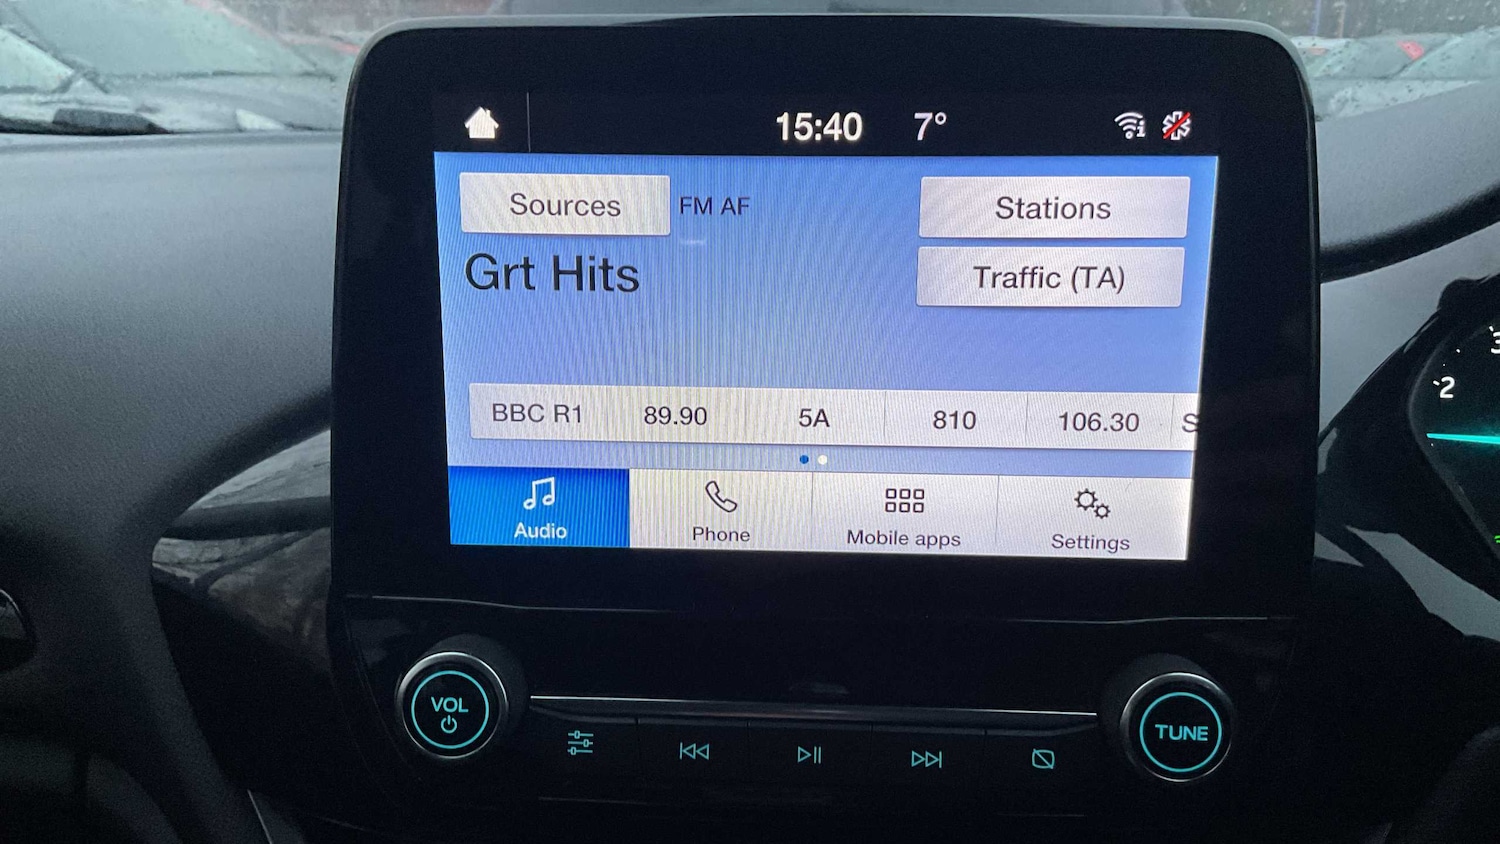 15:40 7°
Sources FM AF Stations
Grt Hits Traffic (TA)
BBC R1 89.90 5A 810 106.30 S
Audio Phone Mobile apps Settings
VOL TUNE
2